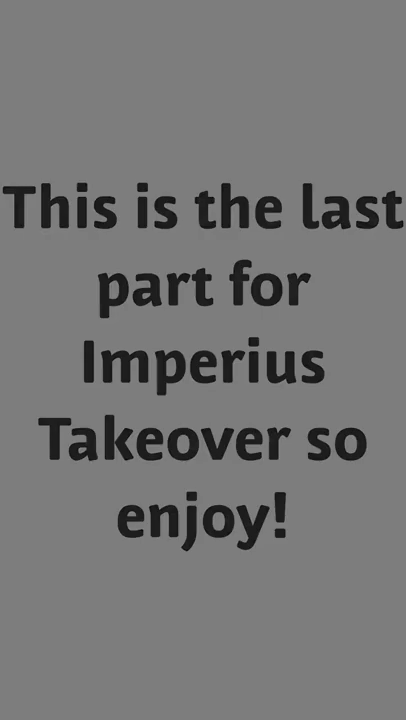 This is the last
part for
Imperius
Takeover so
enjoy!